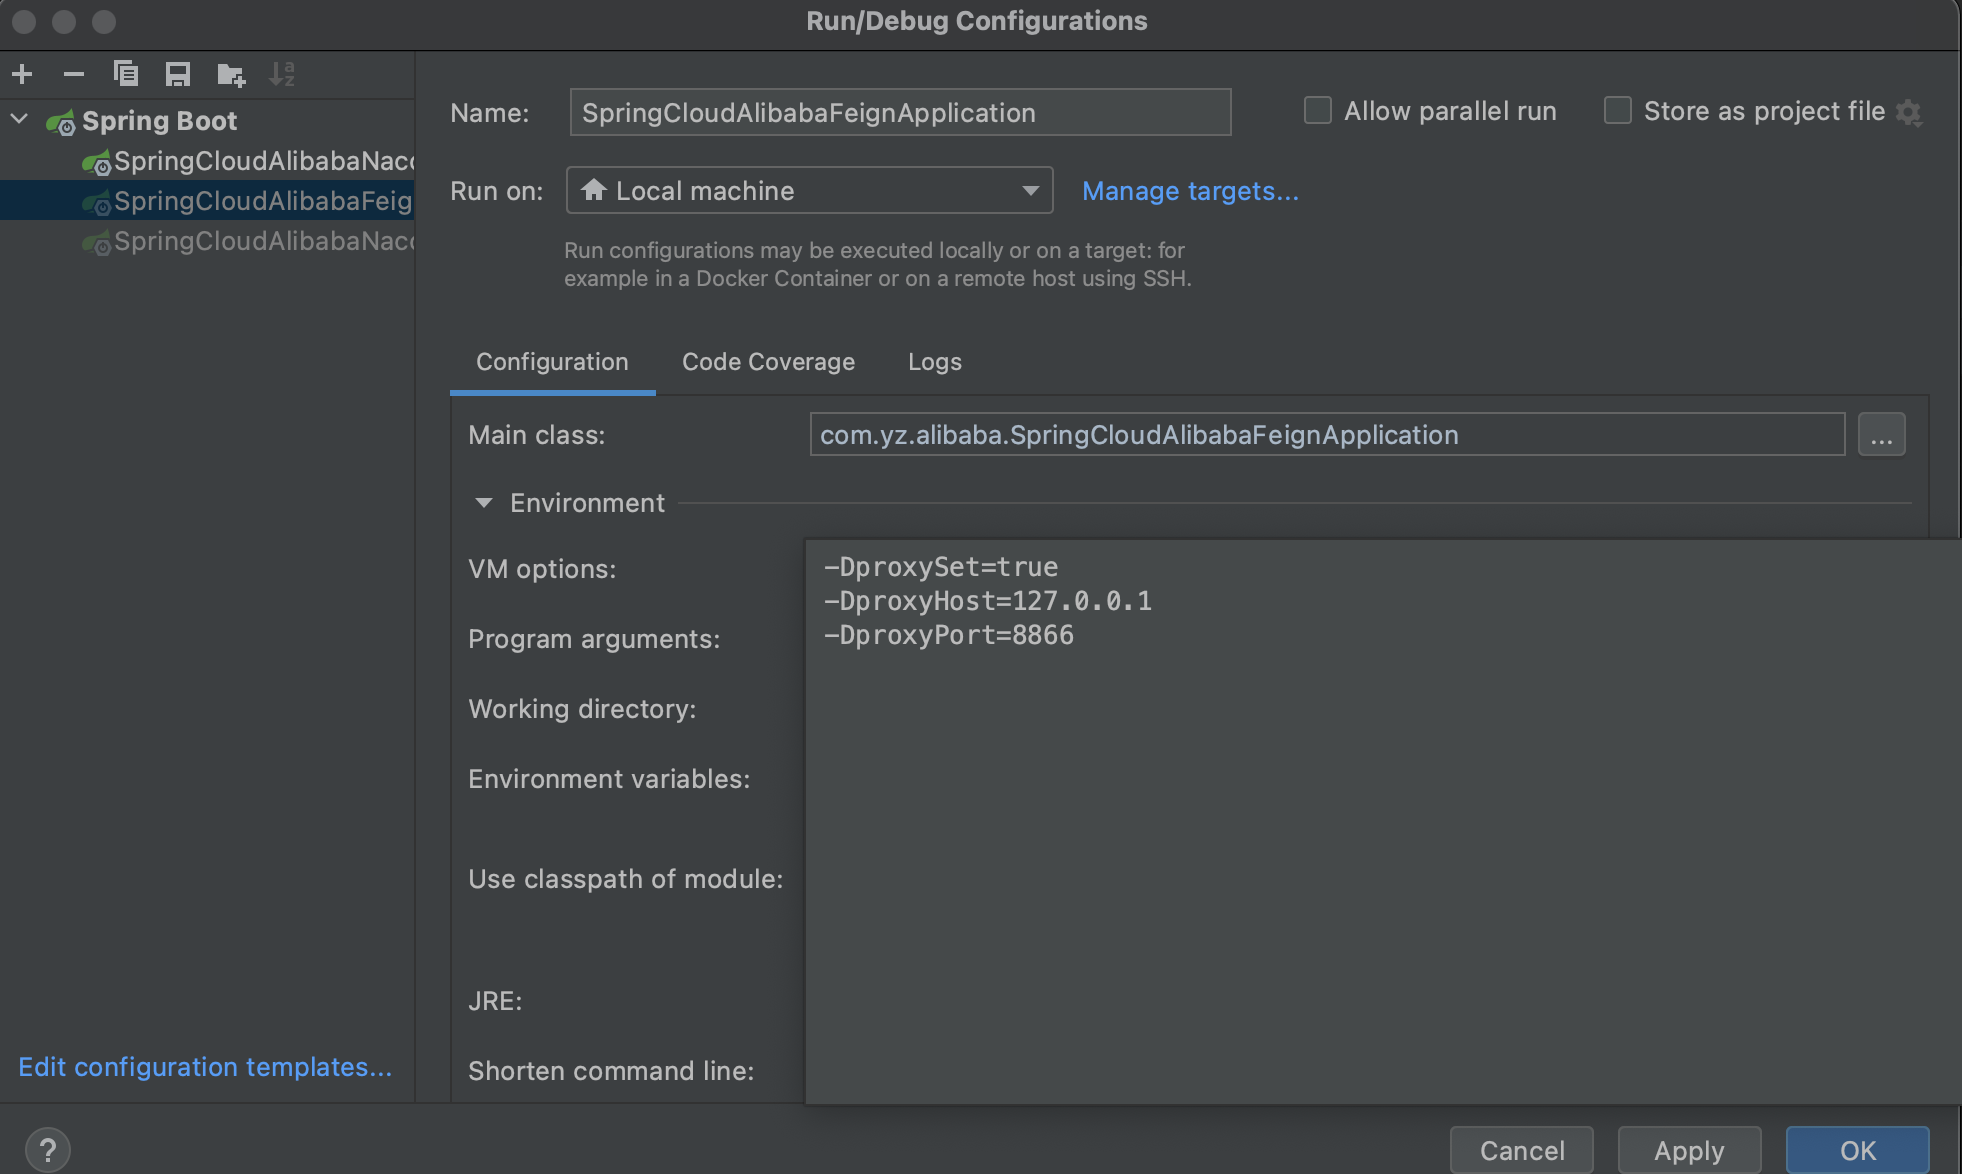 Run/Debug Configurations
Spring Boot
SpringCloudAlibabaNac
SpringCloudAlibabaFeig
SpringCloudAlibabaNac
Edit configuration templates...
Name: SpringCloudAlibabaFeignApplication
Allow parallel run
Store as project file
Run on: Local machine Manage targets...
Run configurations may be executed locally or on a target: for
example in a Docker Container or on a remote host using SSH.
Configuration Code Coverage Logs
Main class: com.yz.alibaba.SpringCloudAlibabaFeignApplication ...
Environment
VM options:
-DproxySet=true
-DproxyHost=127.0.0.1
-DproxyPort=8866
Program arguments:
Working directory:
Environment variables:
Use classpath of module:
JRE:
Shorten command line:
?
Cancel Apply OK